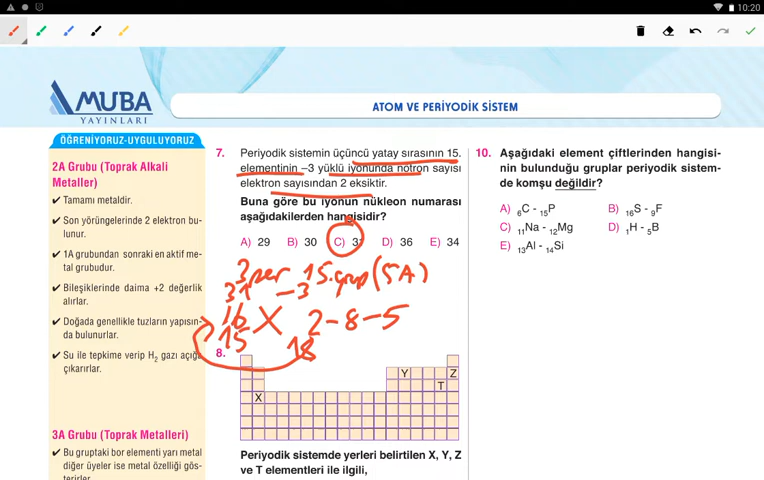 10:20
MUBA
YAYINLARI
ATOM VE PERİYODİK SİSTEM
ÖĞRENİYORUZ-UYGULUYORUZ
2A Grubu (Toprak Alkali
Metaller)
✔ Tamamı metaldir.
✔ Son yörüngelerinde 2 elektron bu-
lunur.
✔ 1A grubundan sonraki en aktif me-
tal grubudur.
✔ Bileşiklerinde daima +2 değerlik
alırlar.
✔ Doğada genellikle tuzların yapısın-
da bulunurlar.
✔ Su ile tepkime verip H2 gazı açığa
çıkarırlar.
3A Grubu (Toprak Metalleri)
✔ Bu gruptaki bor elementi yarı metal
diğer üyeler ise metal özelliği gös-
terirler.
7. Periyodik sistemin üçüncü yatay sırasının 15.
elementinin –3 yüklü iyonunda nötron sayısı
elektron sayısından 2 eksiktir.
Buna göre bu iyonun nükleon numarası
aşağıdakilerden hangisidir?
A) 29 B) 30 C) 31 D) 36 E) 34
3per 15.grup (5A)
31 -3
16 X 2-8-5
15 18
8.
Y Z
T
X
Periyodik sistemde yerleri belirtilen X, Y, Z
ve T elementleri ile ilgili,
10. Aşağıdaki element çiftlerinden hangisi-
nin bulunduğu gruplar periyodik sistem-
de komşu değildir?
A) 6C - 15P B) 16S - 9F
C) 11Na - 12Mg D) 1H - 5B
E) 13Al - 14Si